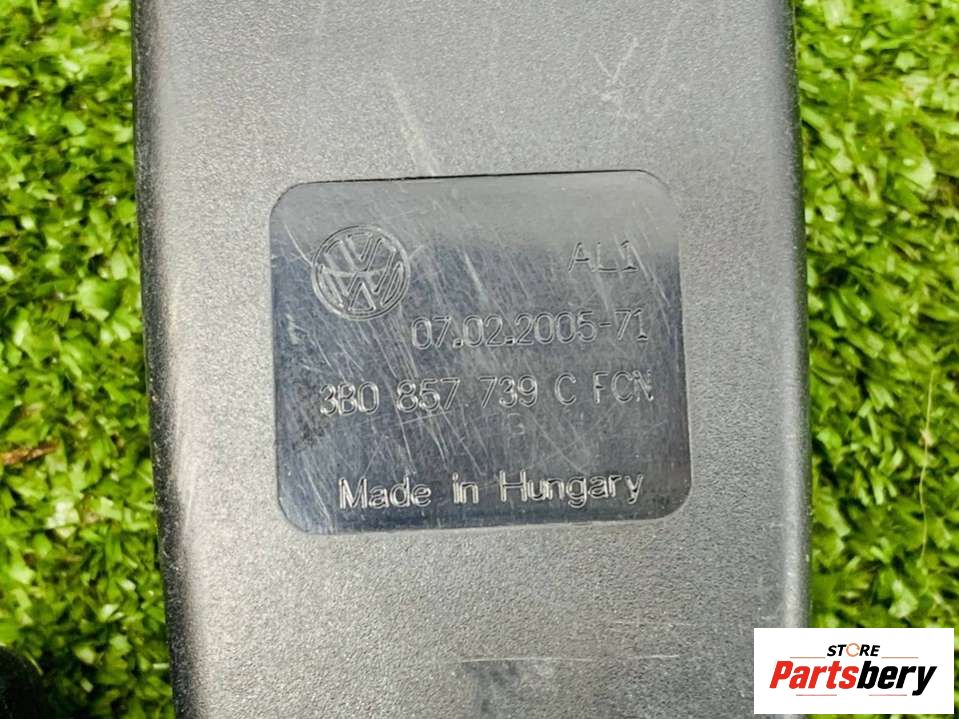 AL1
07.02.2005-71
3B0 857 739 C FCN
Made in Hungary
STORE
Partsbery